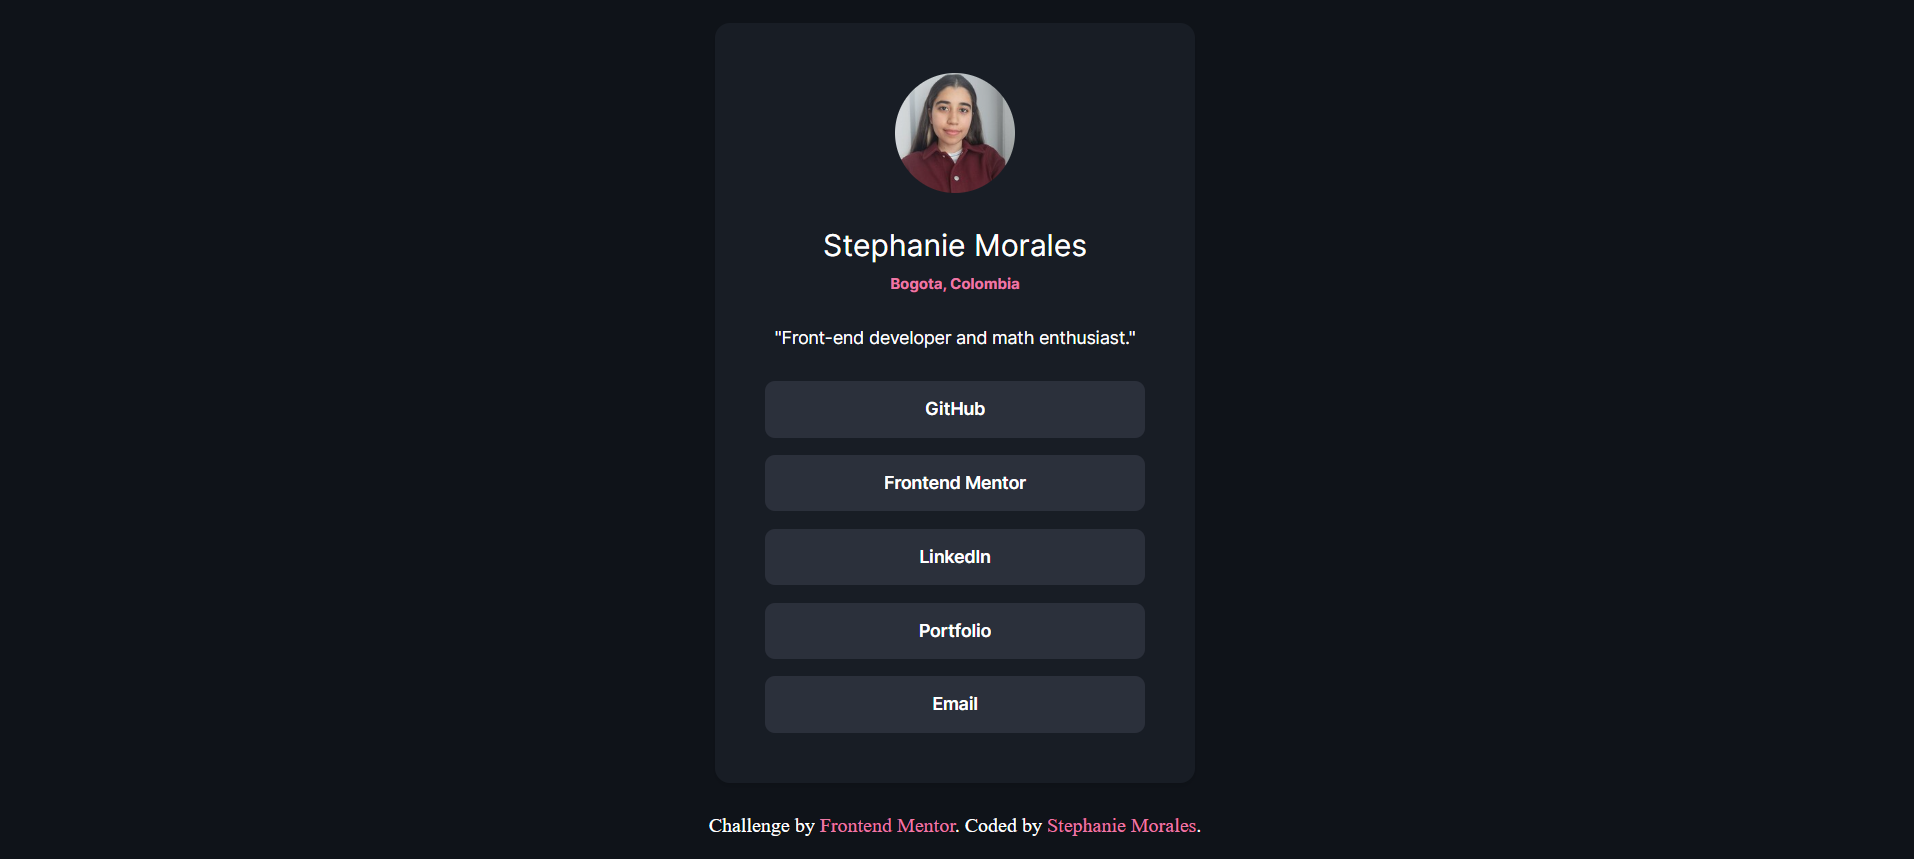 Stephanie Morales
Bogota, Colombia
"Front-end developer and math enthusiast."
GitHub
Frontend Mentor
LinkedIn
Portfolio
Email
Challenge by Frontend Mentor. Coded by Stephanie Morales.